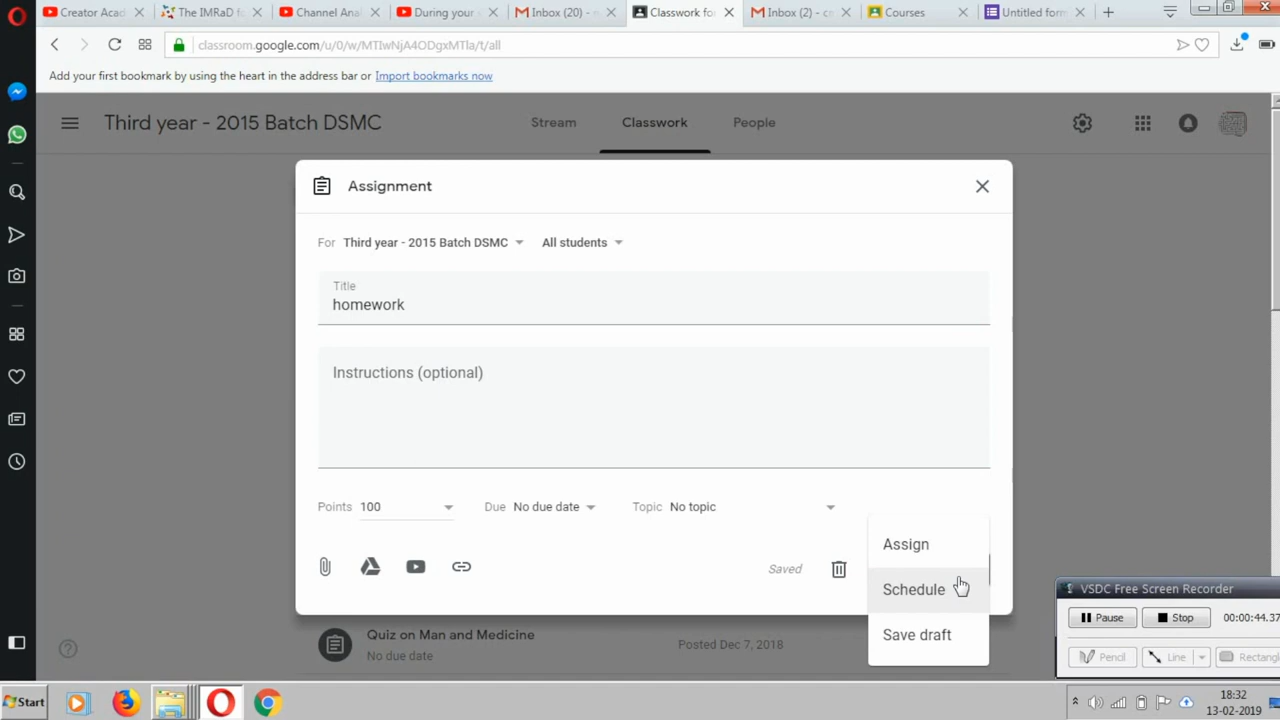 Creator Acad
The IMRaD fo
Channel Anal
During your
Inbox (20) - n
Classwork fo
Inbox (2) - cr
Courses
Untitled form
classroom.google.com/u/0/w/MTIwNjA4ODgxMTla/t/all
Add your first bookmark by using the heart in the address bar or Import bookmarks now
Third year - 2015 Batch DSMC
Stream
Classwork
People
Assignment
For Third year - 2015 Batch DSMC
All students
Title
homework
Instructions (optional)
Points 100
Due No due date
Topic No topic
Assign
Saved
Schedule
Save draft
VSDC Free Screen Recorder
Pause
Stop
00:00:44.37
Pencil
Line
Rectangl
Quiz on Man and Medicine
No due date
Posted Dec 7, 2018
Start
18:32
13-02-2019